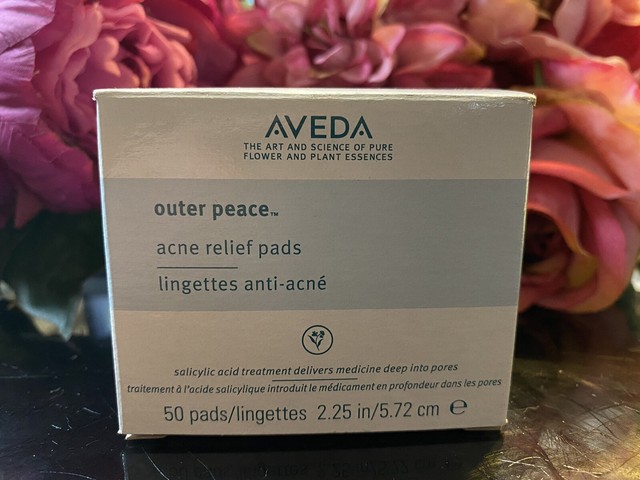 AVEDA
THE ART AND SCIENCE OF PURE
FLOWER AND PLANT ESSENCES
outer peace™
acne relief pads
lingettes anti-acné
salicylic acid treatment delivers medicine deep into pores
traitement à l'acide salicylique introduit le médicament en profondeur dans les pores
50 pads/lingettes 2.25 in/5.72 cm ℮